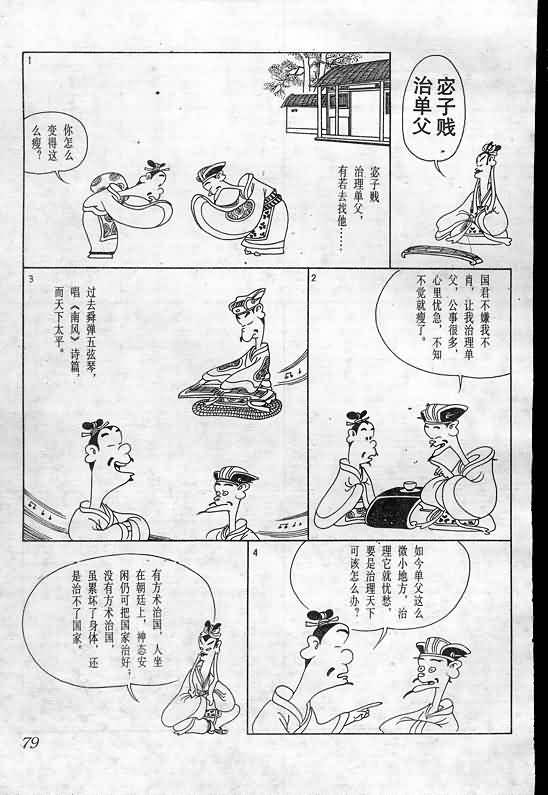 宓子贱
治单父
1
宓子贱
治理单父，
有若去找他……
你怎么
变得这
么瘦？
2
国君不嫌我不
肖，让我治理单
父，公事很多，
心里忧急，不知
不觉就瘦了。
3
过去舜弹五弦琴，
唱《南风》诗篇，
而天下太平。
4
如今单父这么
微小地方，治
理它就忧愁，
要是治理天下
可该怎么办？
有方术治国，人坐
在朝廷上，神态安
闲仍可把国家治好；
没有方术治国，
虽累坏了身体，还
是治不了国家。
79